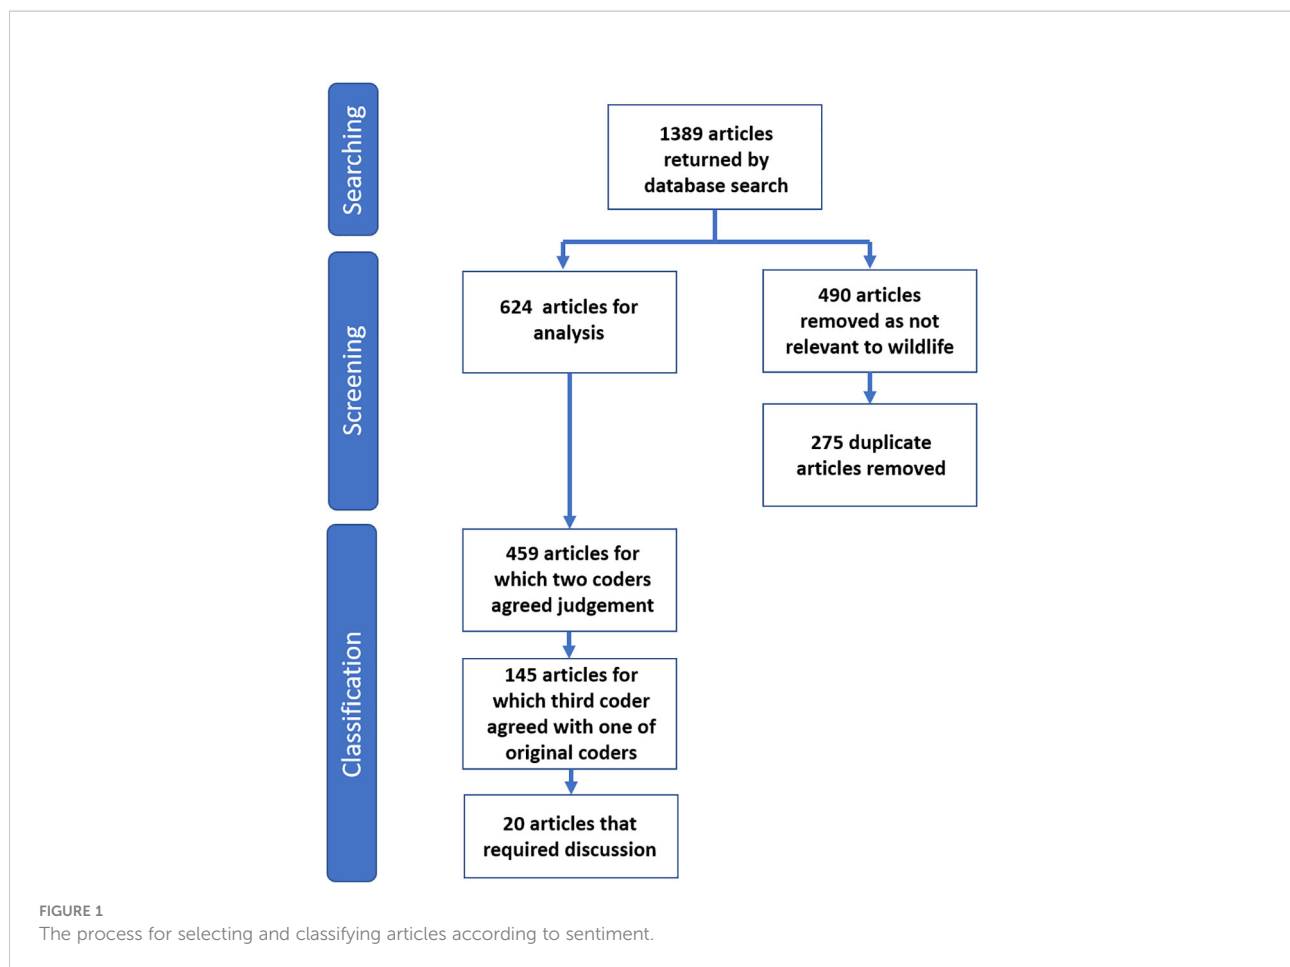 Searching
1389 articles
returned by
database search
Screening
624 articles for
analysis
490 articles
removed as not
relevant to wildlife
275 duplicate
articles removed
Classification
459 articles for
which two coders
agreed judgement
145 articles for
which third coder
agreed with one of
original coders
20 articles that
required discussion
FIGURE 1
The process for selecting and classifying articles according to sentiment.